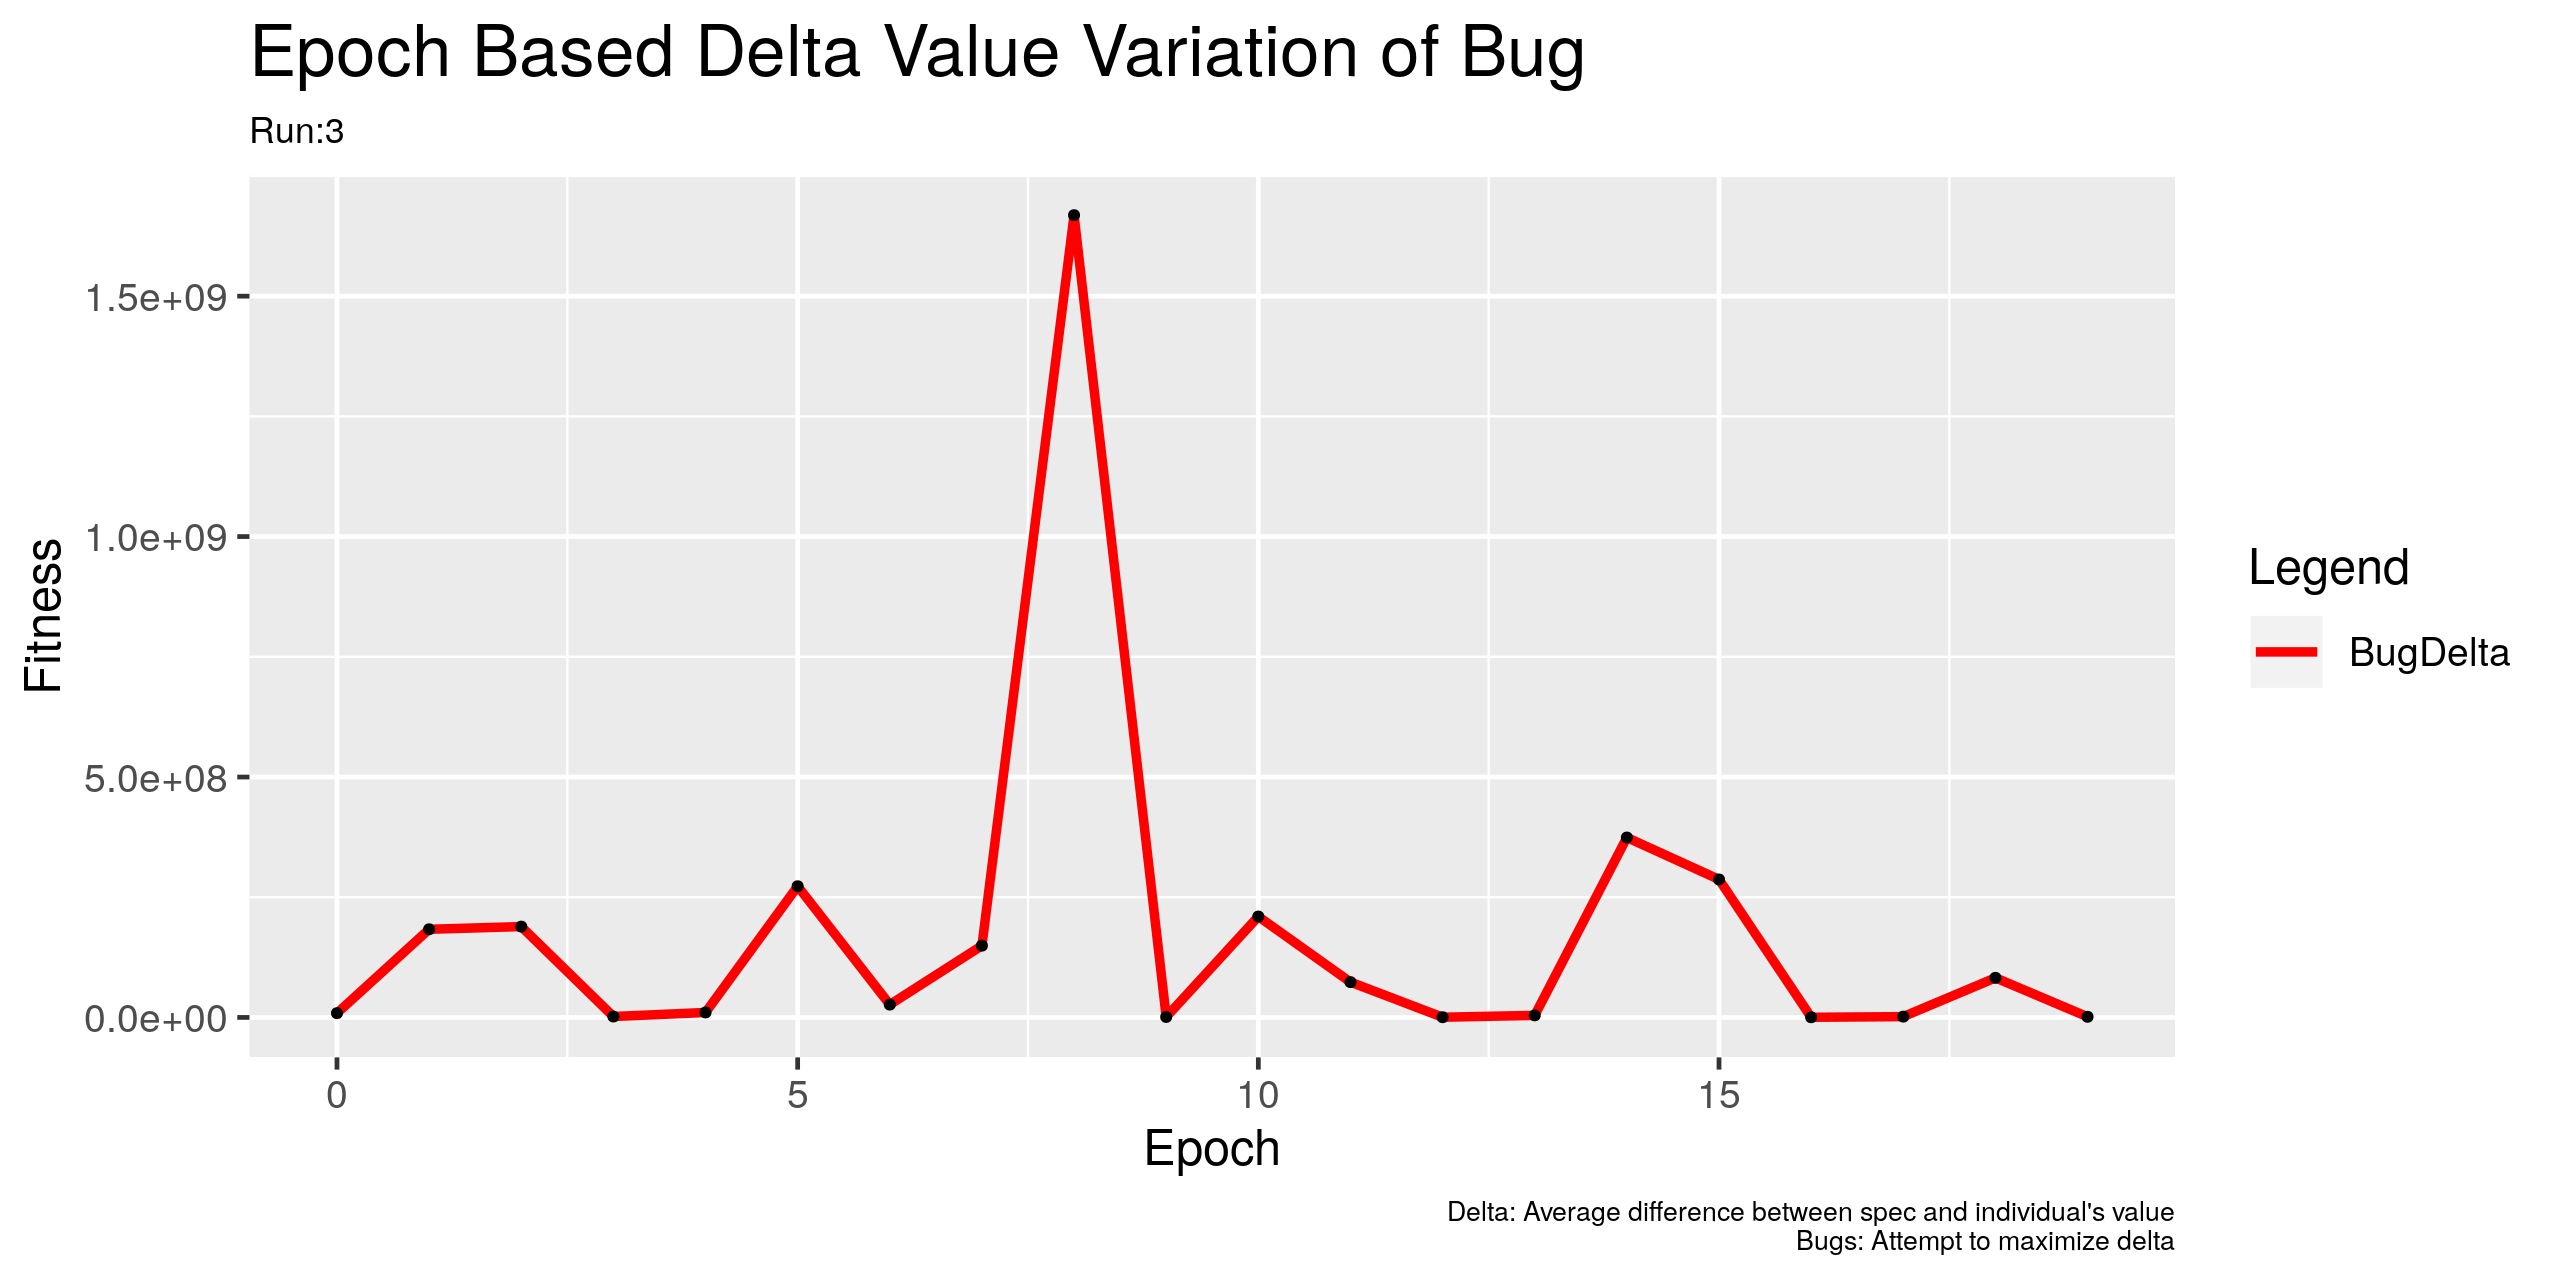 Epoch Based Delta Value Variation of Bug
Run:3
1.5e+09
1.0e+09
5.0e+08
0.0e+00
Fitness
0 5 10 15
Epoch
Legend
BugDelta
Delta: Average difference between spec and individual's value
Bugs: Attempt to maximize delta